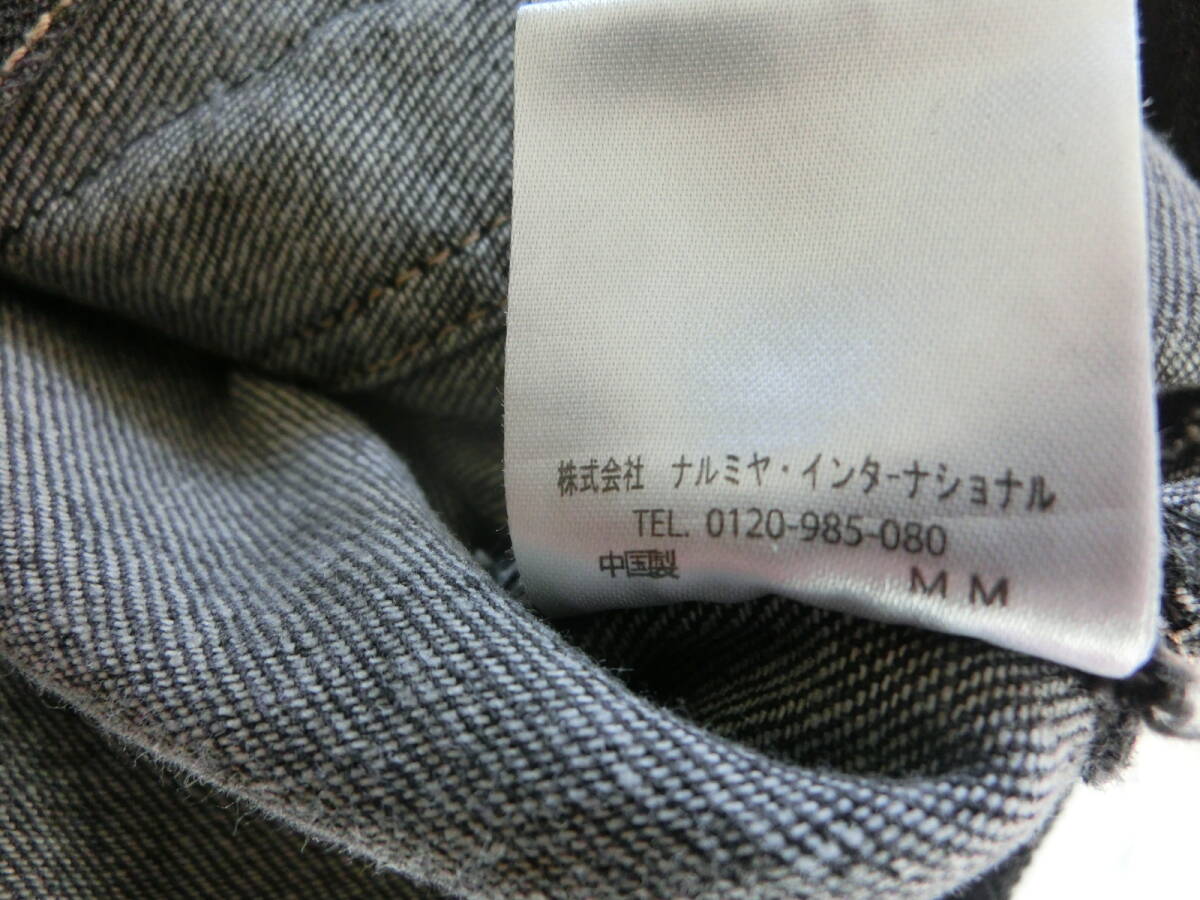 株式会社 ナルミヤ・インターナショナル
TEL. 0120-985-080
中国製 M M